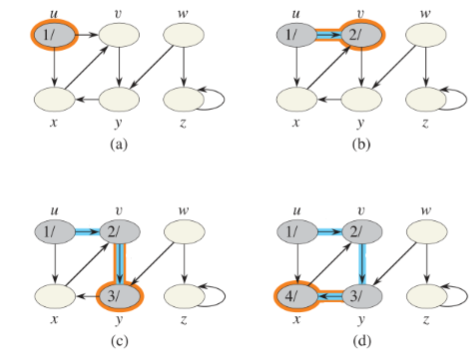 u v w u v w
1/ 1/ 2/
x y z x y z
(a) (b)
u v w u v w
1/ 2/ 1/ 2/
3/ 4/ 3/
x y z x y z
(c) (d)